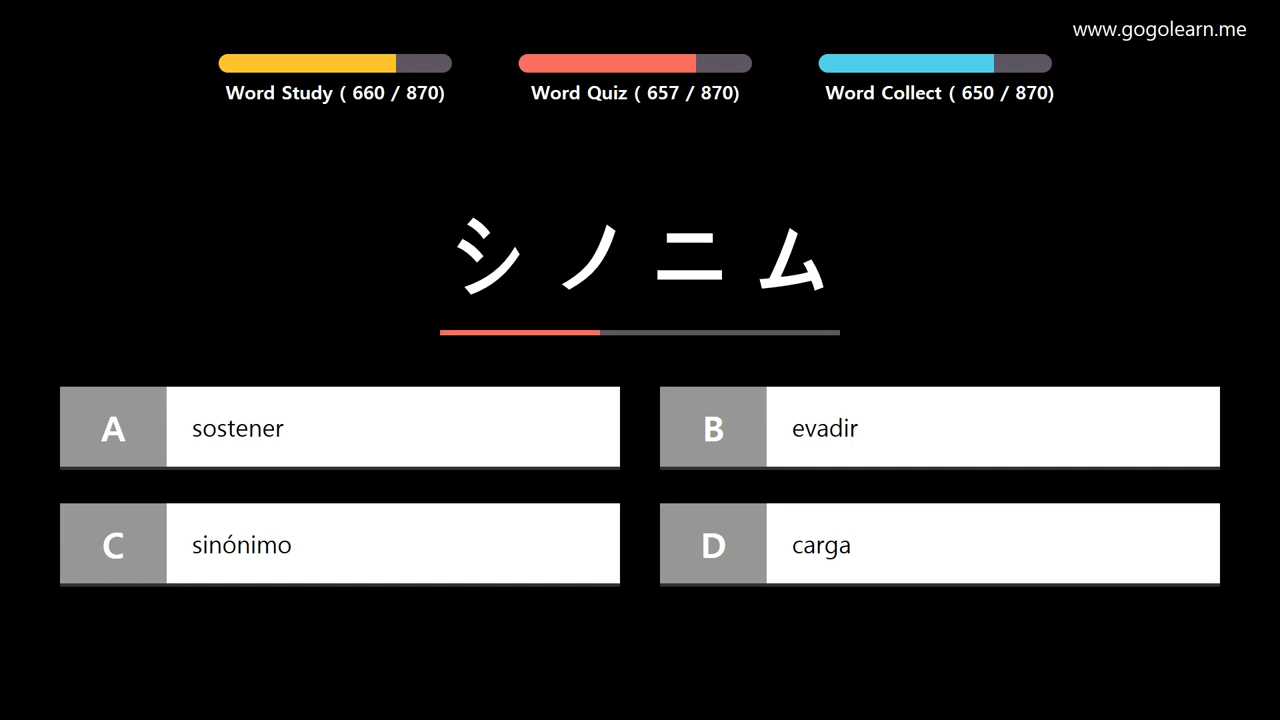 www.gogolearn.me
Word Study ( 660 / 870)
Word Quiz ( 657 / 870)
Word Collect ( 650 / 870)
シノニム
A sostener
B evadir
C sinónimo
D carga